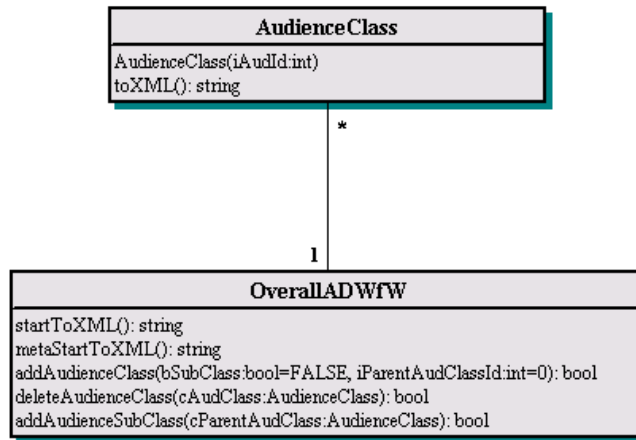 AudienceClass
AudienceClass(iAudId:int)
toXML(): string
*
1
OverallADWfW
startToXML(): string
metaStartToXML(): string
addAudienceClass(bSubClass:bool=FALSE, iParentAudClassId:int=0): bool
deleteAudienceClass(cAudClass:AudienceClass): bool
addAudienceSubClass(cParentAudClass:AudienceClass): bool